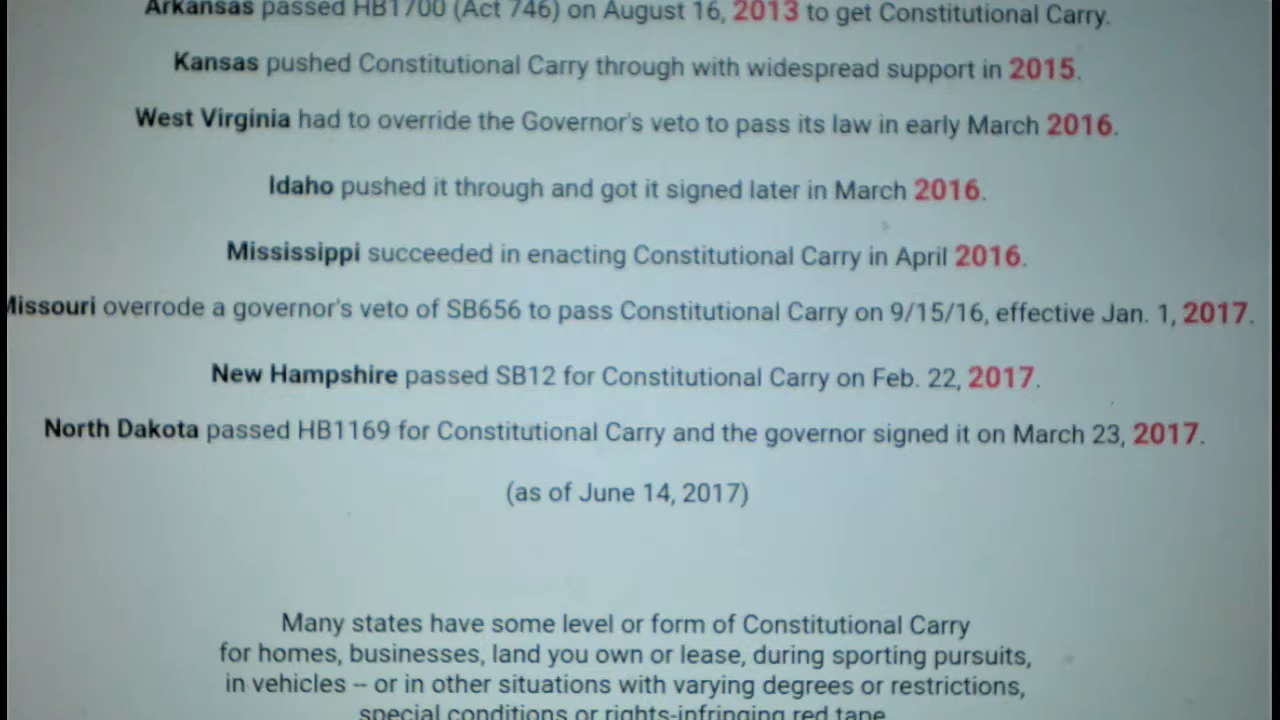 Arkansas passed HB1700 (Act 746) on August 16, 2013 to get Constitutional Carry.
Kansas pushed Constitutional Carry through with widespread support in 2015.
West Virginia had to override the Governor's veto to pass its law in early March 2016.
Idaho pushed it through and got it signed later in March 2016.
Mississippi succeeded in enacting Constitutional Carry in April 2016.
Missouri overrode a governor's veto of SB656 to pass Constitutional Carry on 9/15/16, effective Jan. 1, 2017.
New Hampshire passed SB12 for Constitutional Carry on Feb. 22, 2017.
North Dakota passed HB1169 for Constitutional Carry and the governor signed it on March 23, 2017.
(as of June 14, 2017)
Many states have some level or form of Constitutional Carry
for homes, businesses, land you own or lease, during sporting pursuits,
in vehicles -- or in other situations with varying degrees or restrictions,
special conditions or rights-infringing red tape